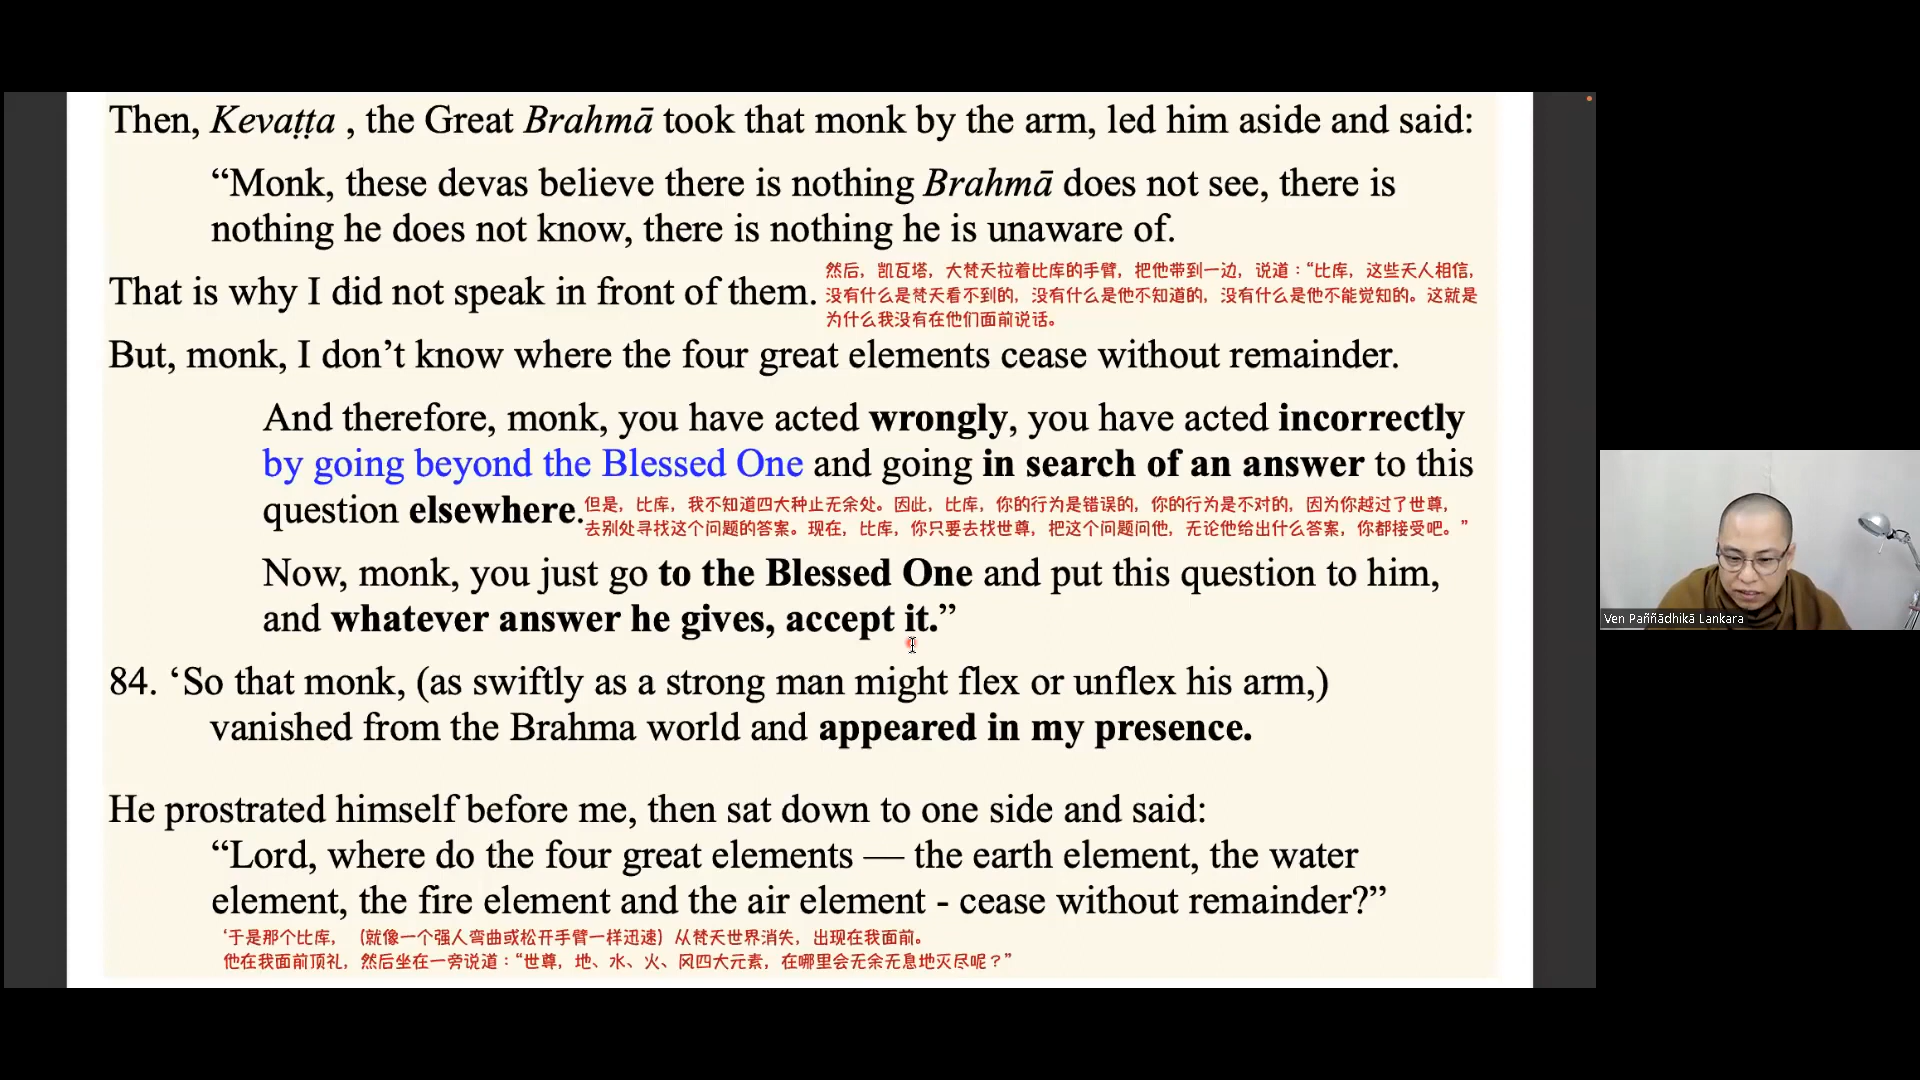 Then, Kevaṭṭa , the Great Brahmā took that monk by the arm, led him aside and said:
“Monk, these devas believe there is nothing Brahmā does not see, there is
nothing he does not know, there is nothing he is unaware of.
That is why I did not speak in front of them.
然后，凯瓦塔，大梵天拉着比库的手臂，把他带到一边，说道：“比库，这些天人相信，
没有什么是梵天看不到的，没有什么是他不知道的，没有什么是他不能觉知的。这就是
为什么我没有在他们面前说话。
But, monk, I don’t know where the four great elements cease without remainder.
And therefore, monk, you have acted wrongly, you have acted incorrectly
by going beyond the Blessed One and going in search of an answer to this
question elsewhere.
但是，比库，我不知道四大种止无余处。因此，比库，你的行为是错误的，你的行为是不对的，因为你越过了世尊，
去别处寻找这个问题的答案。现在，比库，你只要去找世尊，把这个问题问他，无论他给出什么答案，你都接受吧。”
Now, monk, you just go to the Blessed One and put this question to him,
and whatever answer he gives, accept it.”
84. ‘So that monk, (as swiftly as a strong man might flex or unflex his arm,)
vanished from the Brahma world and appeared in my presence.
He prostrated himself before me, then sat down to one side and said:
“Lord, where do the four great elements — the earth element, the water
element, the fire element and the air element - cease without remainder?”
‘于是那个比库，（就像一个强人弯曲或松开手臂一样迅速）从梵天世界消失，出现在我面前。
他在我面前顶礼，然后坐在一旁说道：“世尊，地、水、火、风四大元素，在哪里会无余无息地灭尽呢？”
Ven Paññādhikā Lankara